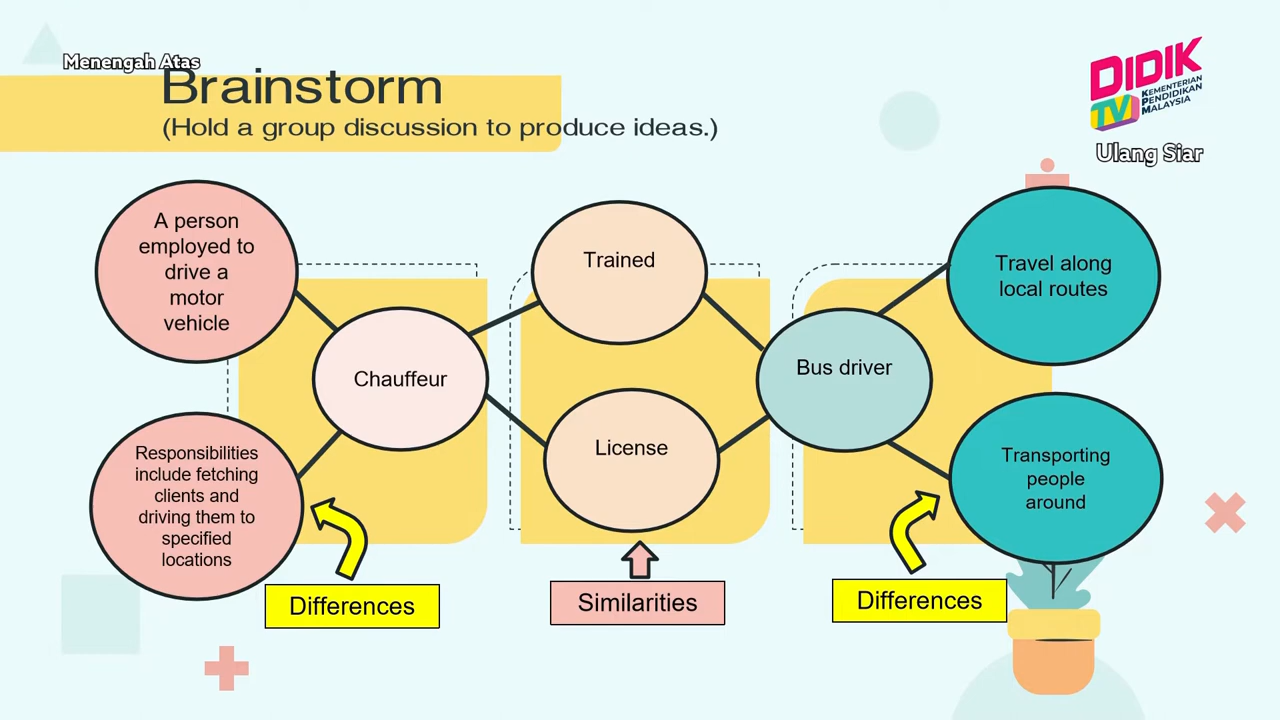 Menengah Atas
Brainstorm
(Hold a group discussion to produce ideas.)
DIDIK
TV
KEMENTERIAN
PENDIDIKAN
MALAYSIA
Ulang Siar
A person
employed to
drive a
motor
vehicle
Responsibilities
include fetching
clients and
driving them to
specified
locations
Chauffeur
Trained
License
Bus driver
Travel along
local routes
Transporting
people
around
Differences
Similarities
Differences